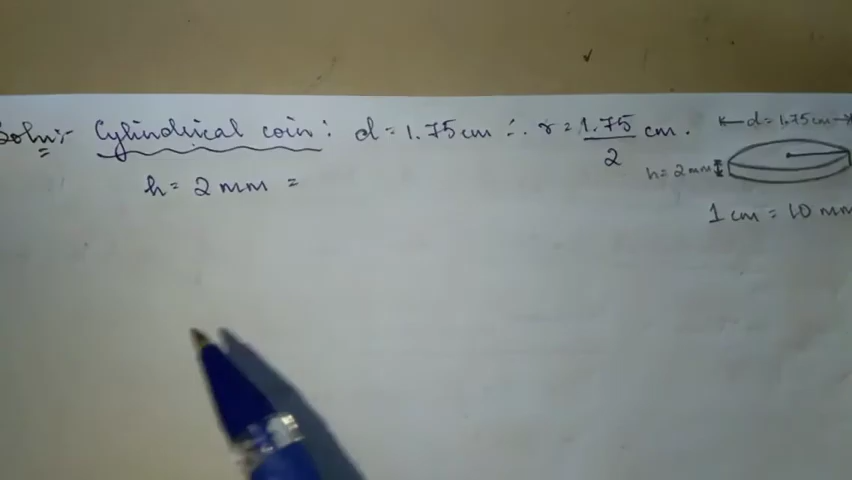 Soln:-
Cylindrical coin: d = 1.75 cm ∴ r = 1.75/2 cm.
h = 2 mm =
d = 1.75 cm
h = 2 mm
1 cm = 10 mm